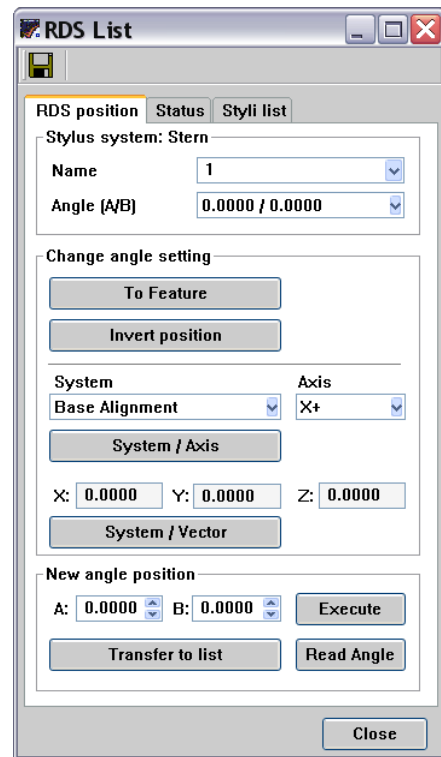 RDS List
RDS position Status Styli list
Stylus system: Stern
Name 1
Angle (A/B) 0.0000 / 0.0000
Change angle setting
To Feature
Invert position
System Axis
Base Alignment X+
System / Axis
X: 0.0000 Y: 0.0000 Z: 0.0000
System / Vector
New angle position
A: 0.0000 B: 0.0000 Execute
Transfer to list Read Angle
Close